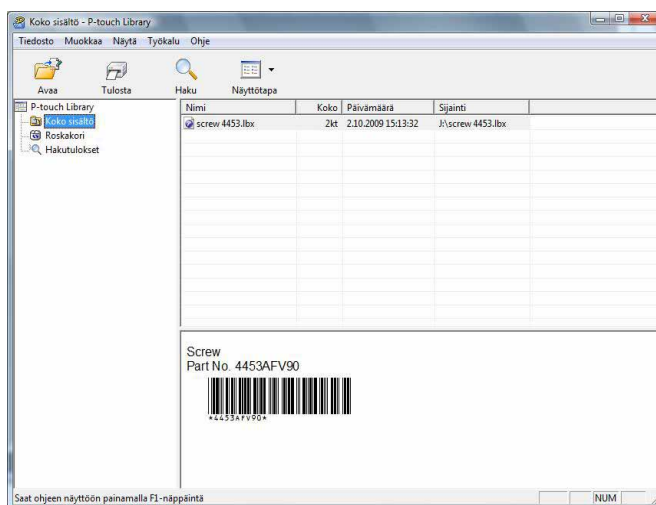 Koko sisältö - P-touch Library
Tiedosto Muokkaa Näytä Työkalu Ohje
Avaa Tulosta Haku Näyttötapa
P-touch Library
Koko sisältö
Roskakori
Hakutulokset
Nimi Koko Päivämäärä Sijainti
screw 4453.lbx 2kt 2.10.2009 15:13:32 J:\screw 4453.lbx
Screw
Part No. 4453AFV90
*4453AfV90*
Saat ohjeen näyttöön painamalla F1-näppäintä NUM